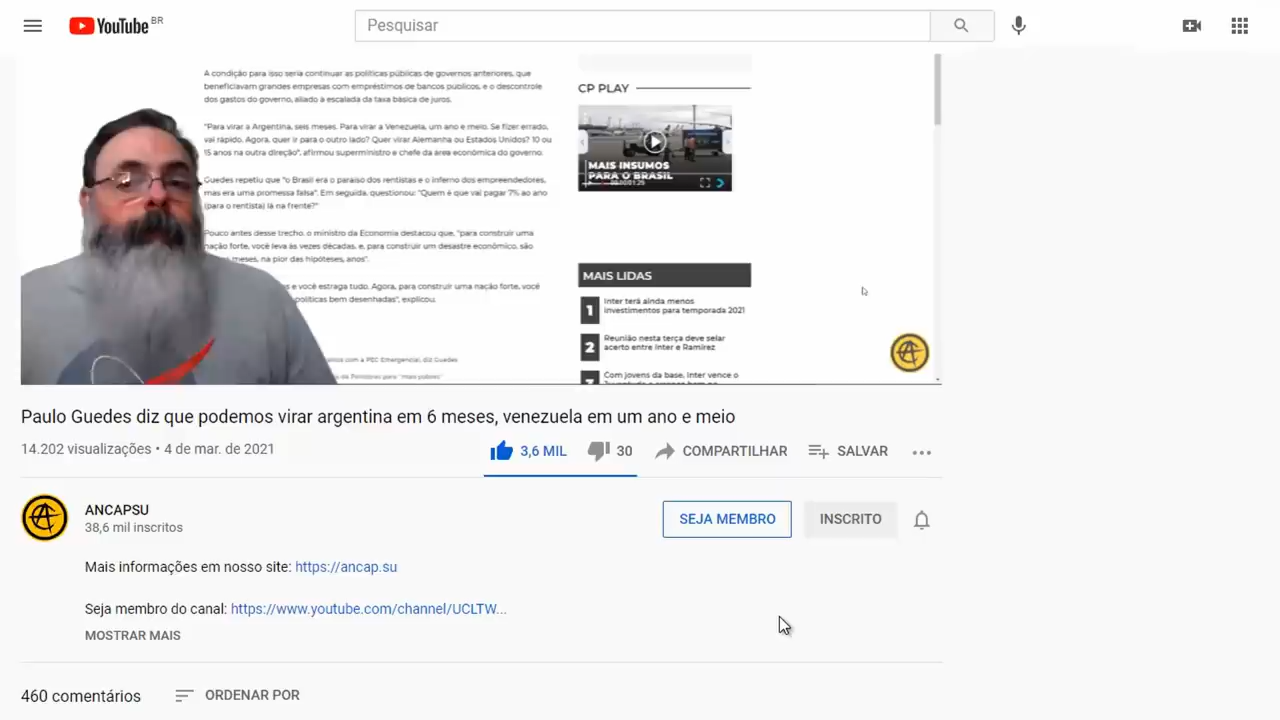 YouTube BR
Pesquisar
A condição para isso seria continuar as políticas públicas de governos anteriores, que
beneficiavam grandes empresas com empréstimos de bancos públicos, e o descontrole
dos gastos do governo, aliado à escalada da taxa básica de juros.
"Para virar a Argentina, seis meses. Para virar a Venezuela, um ano e meio. Se fizer errado,
vai rápido. Agora, quer ir para o outro lado? Quer virar Alemanha ou Estados Unidos? 10 ou
15 anos na outra direção", afirmou superministro e chefe da área econômica do governo.
Guedes repetiu que "o Brasil era o paraíso dos rentistas e o inferno dos empreendedores,
mas era uma promessa falsa". Em seguida, questionou: "Quem é que vai pagar 7% ao ano
(para o rentista) lá na frente?"
Pouco antes desse trecho, o ministro da Economia destacou que, "para construir uma
nação forte, você leva às vezes décadas, e, para construir um desastre econômico, são
meses, na pior das hipóteses, anos".
e você estraga tudo. Agora, para construir uma nação forte, você
políticas bem desenhadas", explicou.
com a PEC Emergencial, diz Guedes
para "mais pobres"
CP PLAY
MAIS INSUMOS
PARA O BRASIL
MAIS LIDAS
1 Inter terá ainda menos
investimentos para temporada 2021
2 Reunião nesta terça deve selar
acerto entre Inter e Ramirez
Com jovens da base, Inter vence o
Paulo Guedes diz que podemos virar argentina em 6 meses, venezuela em um ano e meio
14.202 visualizações • 4 de mar. de 2021
3,6 MIL 30 COMPARTILHAR SALVAR
ANCAPSU
38,6 mil inscritos
SEJA MEMBRO INSCRITO
Mais informações em nosso site: https://ancap.su
Seja membro do canal: https://www.youtube.com/channel/UCLTW...
MOSTRAR MAIS
460 comentários ORDENAR POR